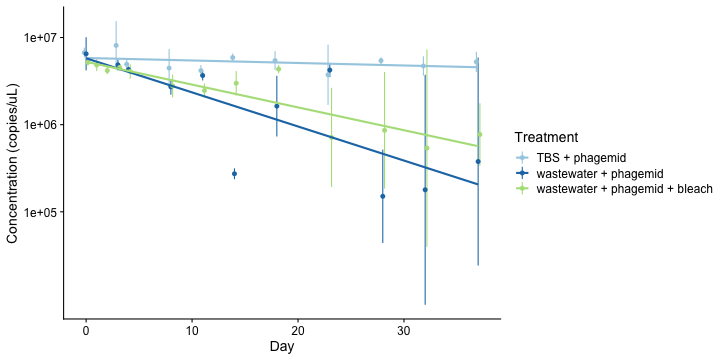 1e+07
1e+06
1e+05
Concentration (copies/uL)
0
10
20
30
Day
Treatment
TBS + phagemid
wastewater + phagemid
wastewater + phagemid + bleach